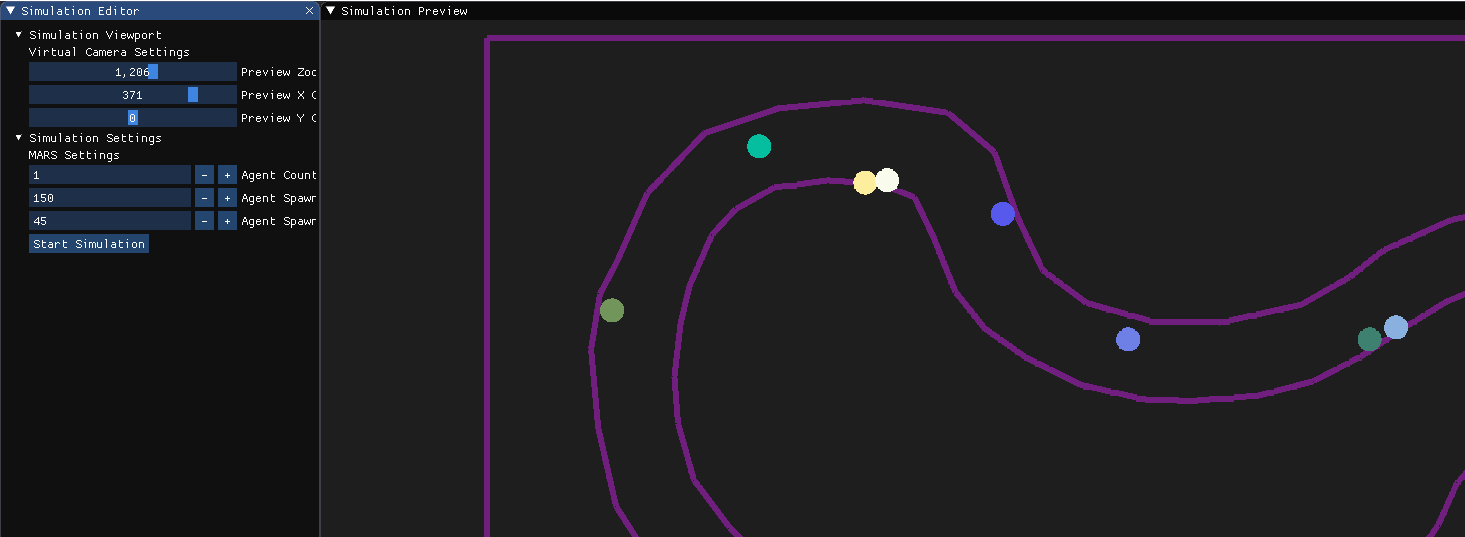 Simulation Editor
Simulation Preview
Simulation Viewport
Virtual Camera Settings
1,206 Preview Zoo
371 Preview X C
0 Preview Y C
Simulation Settings
MARS Settings
1 - + Agent Count
150 - + Agent Spawn
45 - + Agent Spawn
Start Simulation